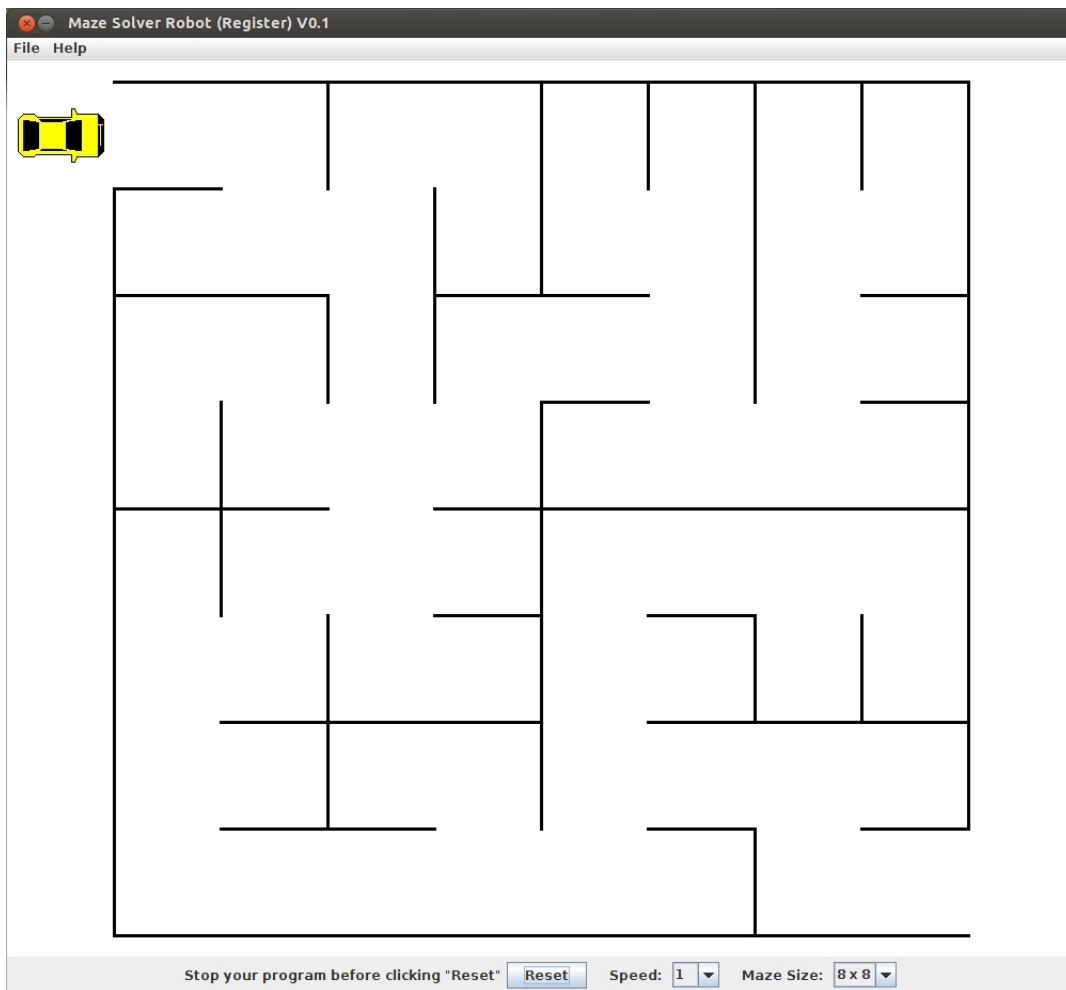 Maze Solver Robot (Register) V0.1
File Help
Stop your program before clicking "Reset" Reset Speed: 1 Maze Size: 8 x 8